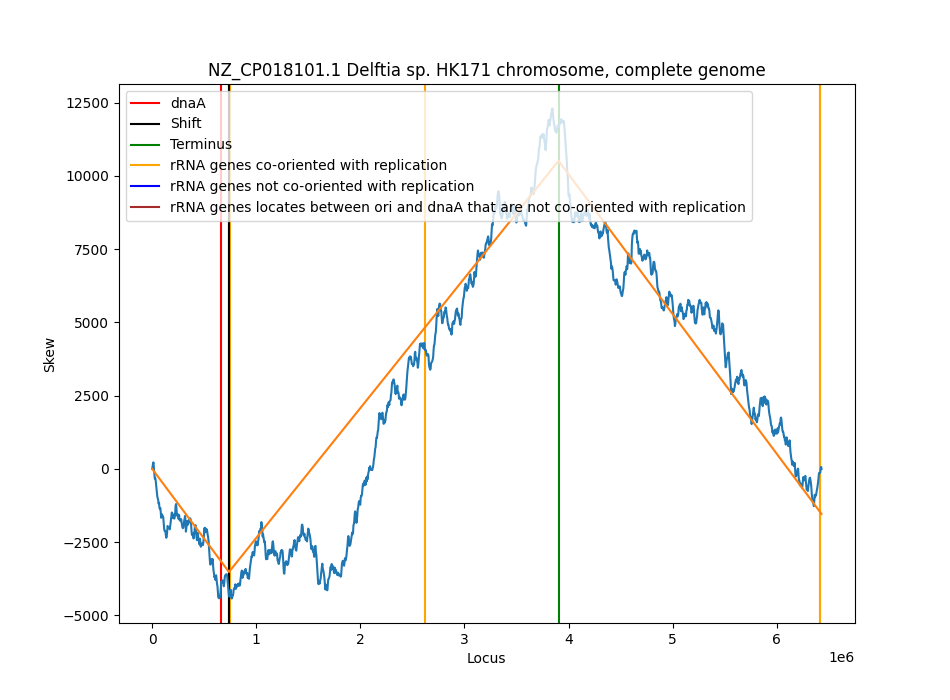 NZ_CP018101.1 Delftia sp. HK171 chromosome, complete genome
dnaA
Shift
Terminus
rRNA genes co-oriented with replication
rRNA genes not co-oriented with replication
rRNA genes locates between ori and dnaA that are not co-oriented with replication
12500
10000
7500
5000
2500
0
−2500
−5000
Skew
0 1 2 3 4 5 6
1e6
Locus